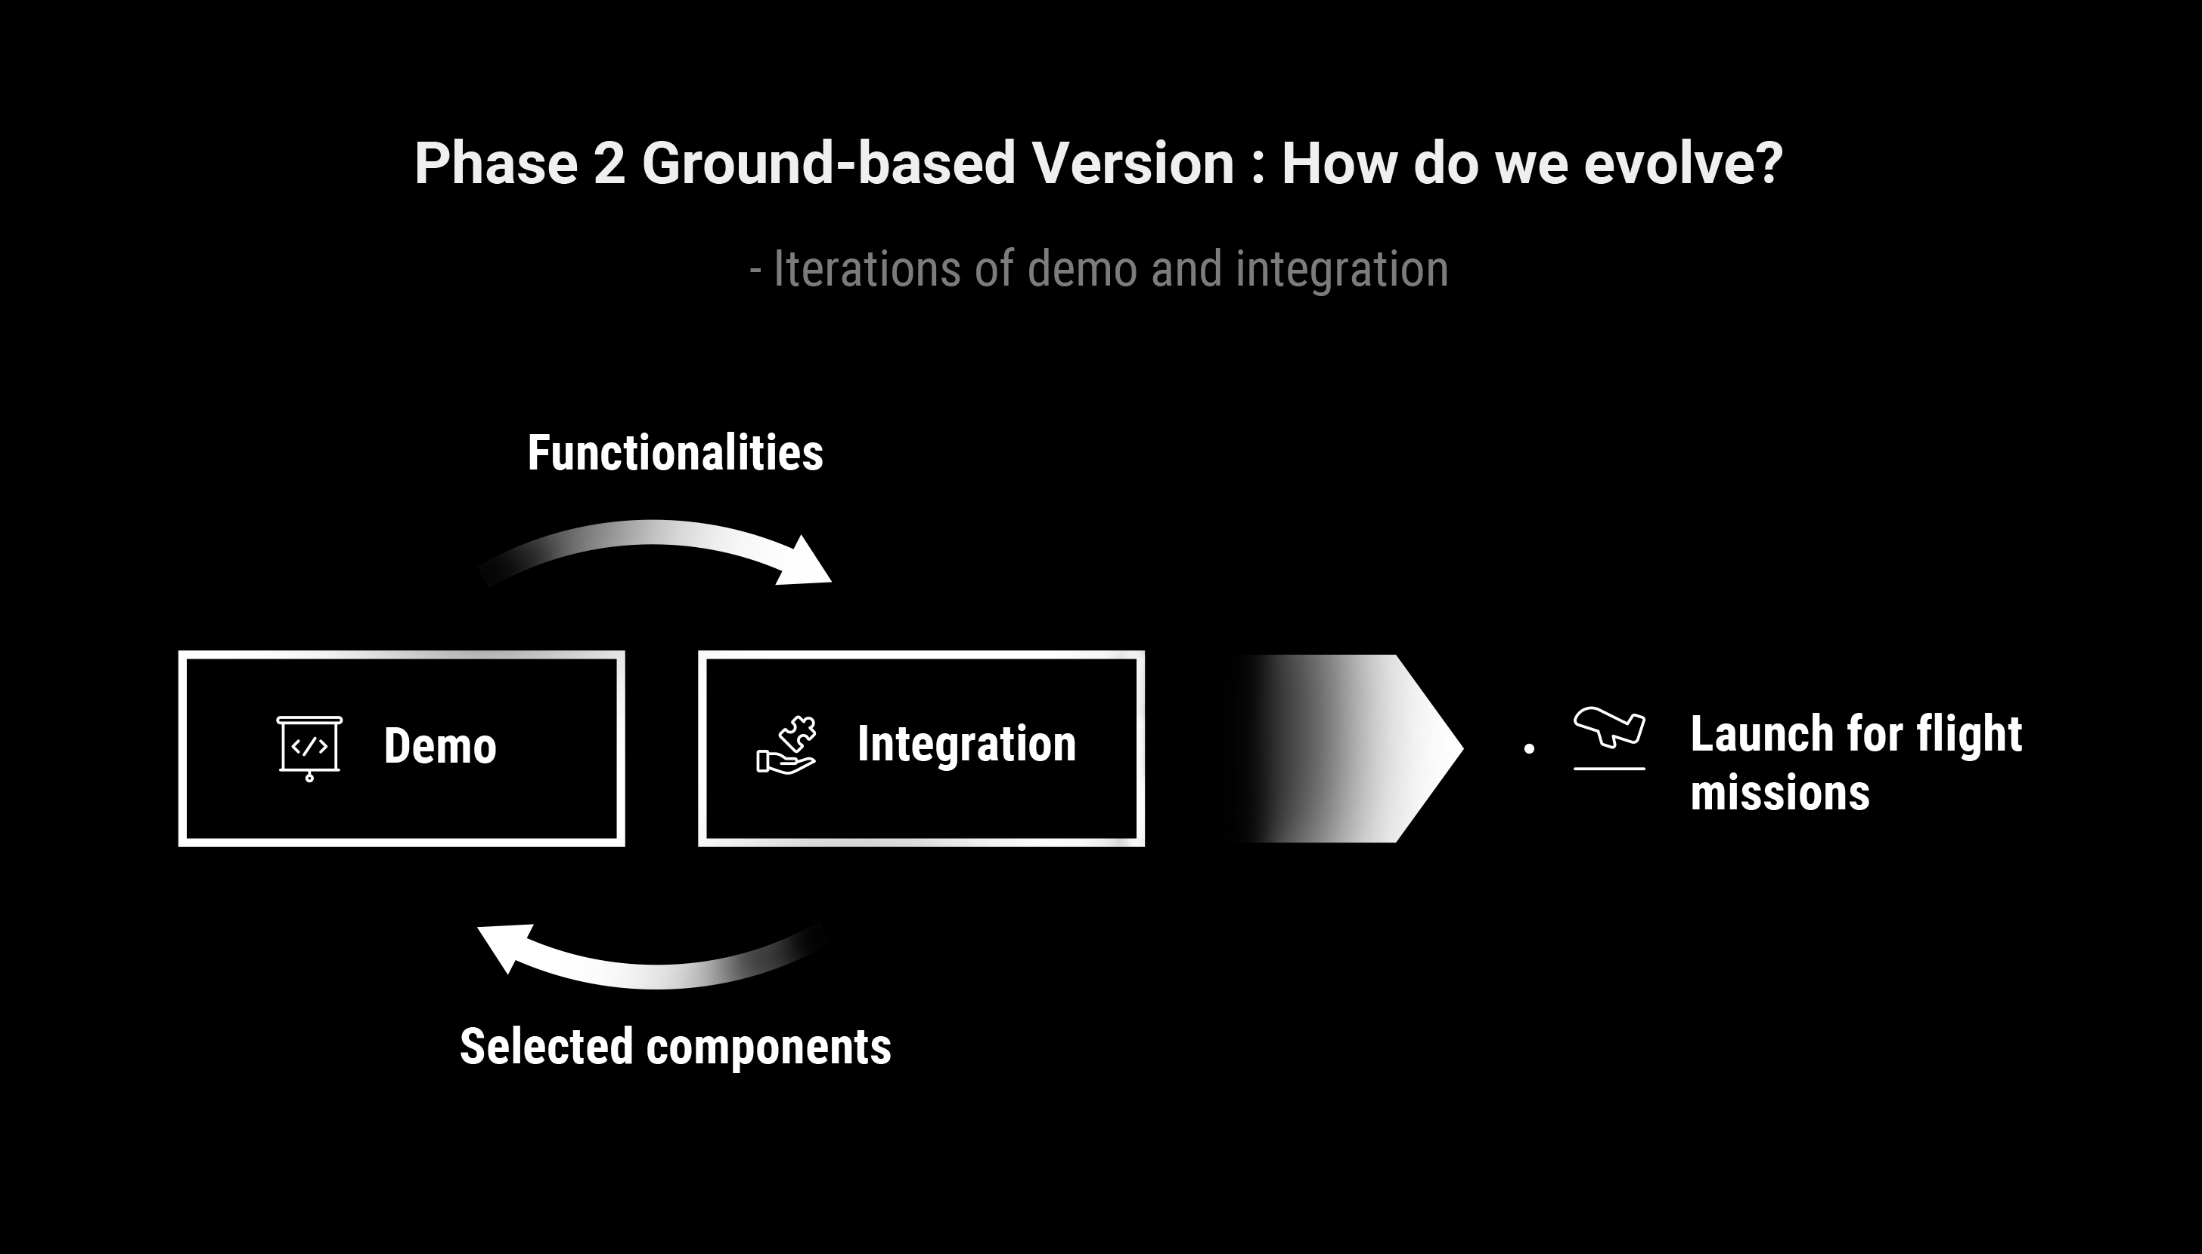 Phase 2 Ground-based Version : How do we evolve?
- Iterations of demo and integration
Functionalities
</> Demo
Integration
• Launch for flight
missions
Selected components